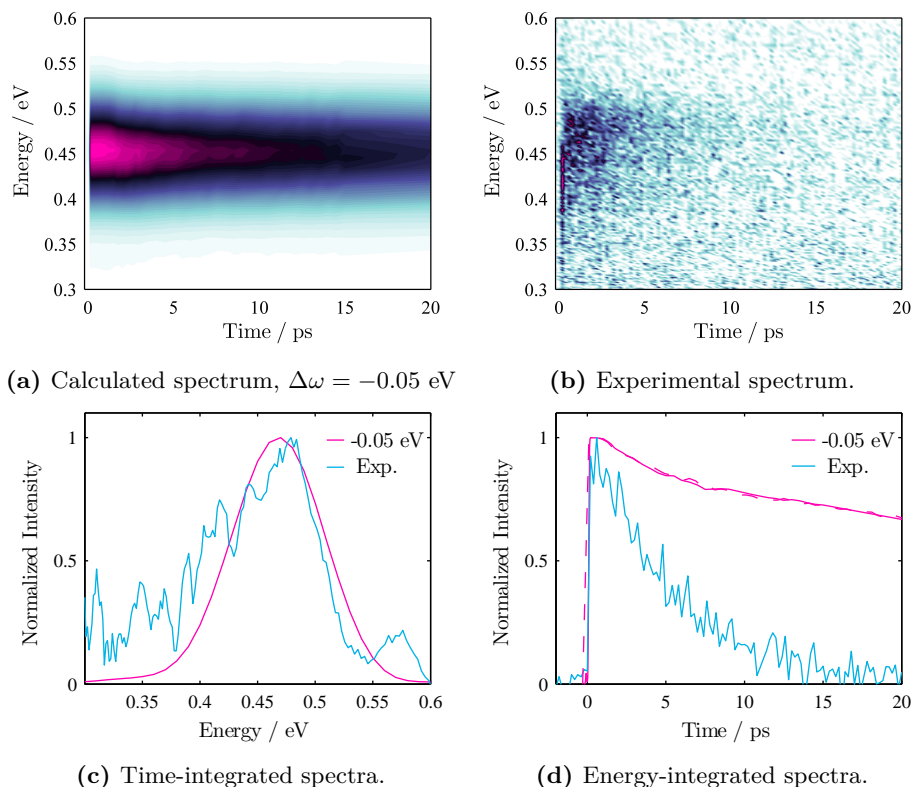 0.6
0.55
0.5
0.45
0.4
0.35
0.3
Energy / eV
0
5
10
15
20
Time / ps
(a) Calculated spectrum, Δω = −0.05 eV
0.6
0.55
0.5
0.45
0.4
0.35
0.3
Energy / eV
0
5
10
15
20
Time / ps
(b) Experimental spectrum.
1
0.5
0
Normalized Intensity
-0.05 eV
Exp.
0.35
0.4
0.45
0.5
0.55
0.6
Energy / eV
(c) Time-integrated spectra.
1
0.5
0
Normalized Intensity
-0.05 eV
Exp.
0
5
10
15
20
Time / ps
(d) Energy-integrated spectra.